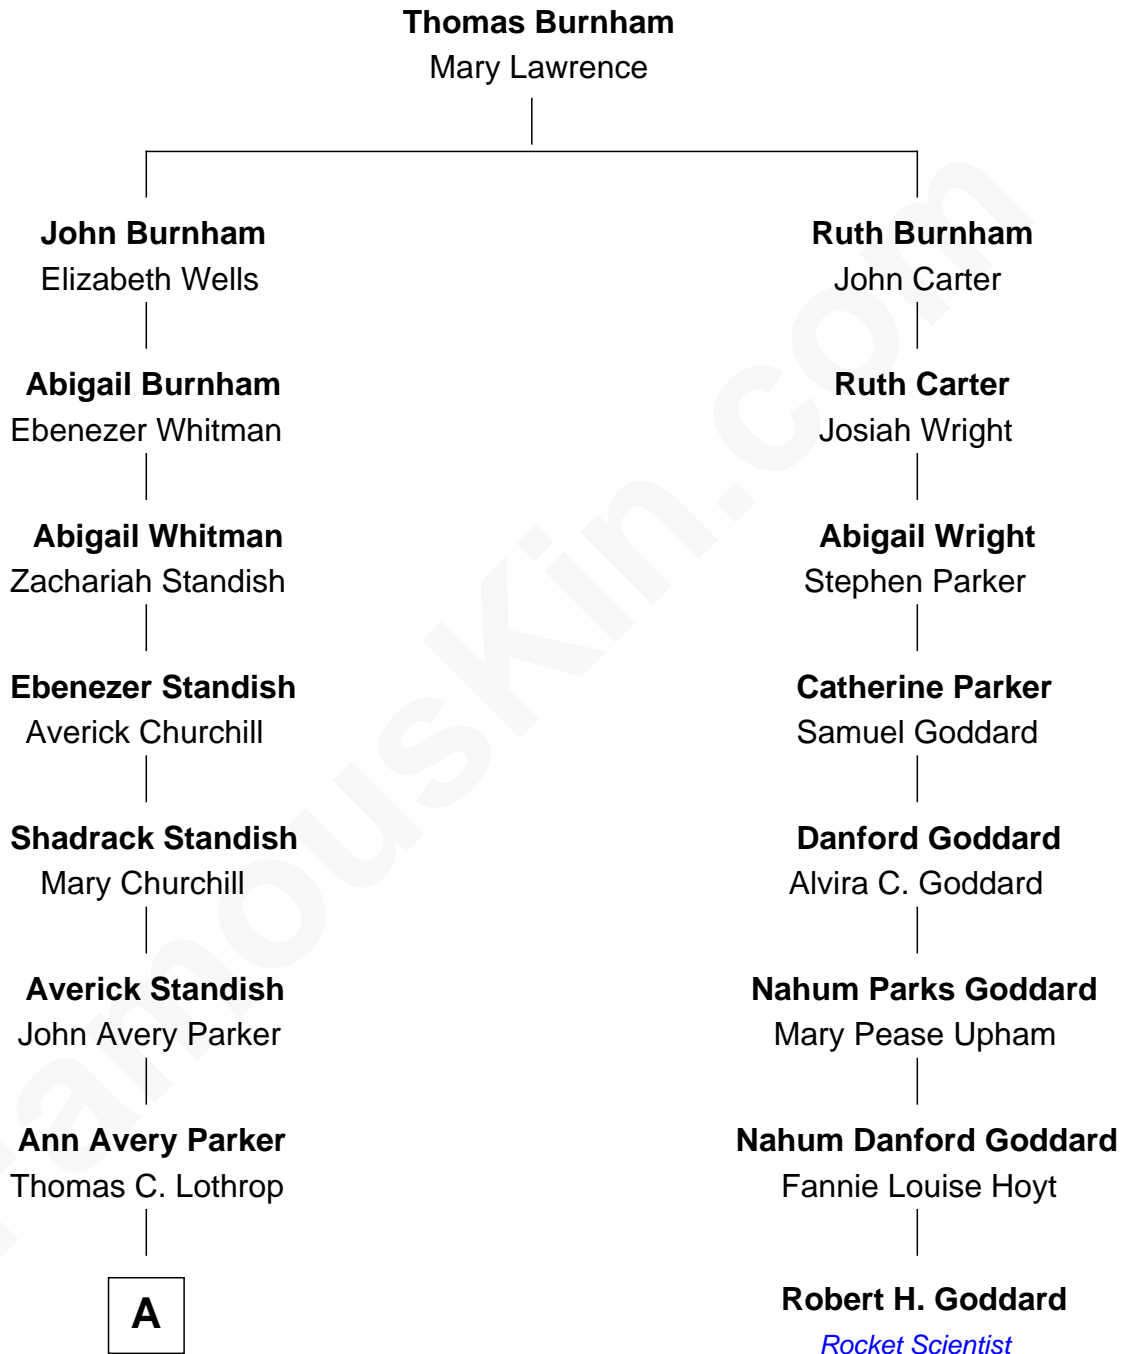 Thomas Burnham
Mary Lawrence
John Burnham
Elizabeth Wells
Ruth Burnham
John Carter
Abigail Burnham
Ebenezer Whitman
Ruth Carter
Josiah Wright
Abigail Whitman
Zachariah Standish
Abigail Wright
Stephen Parker
Ebenezer Standish
Averick Churchill
Catherine Parker
Samuel Goddard
Shadrack Standish
Mary Churchill
Danford Goddard
Alvira C. Goddard
Averick Standish
John Avery Parker
Nahum Parks Goddard
Mary Pease Upham
Ann Avery Parker
Thomas C. Lothrop
Nahum Danford Goddard
Fannie Louise Hoyt
A
Robert H. Goddard
Rocket Scientist
FamousKin.com